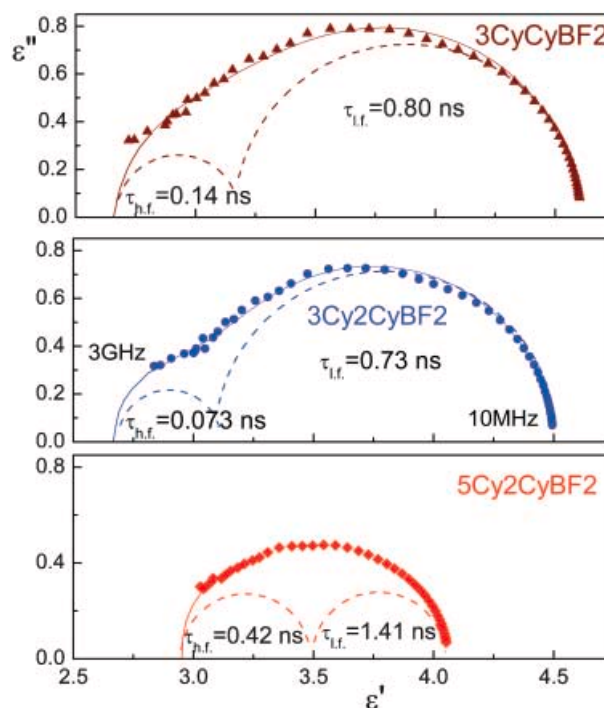 ε''
0.8
0.6
0.4
0.2
0.0
3CyCyBF2
τl.f.=0.80 ns
τh.f.=0.14 ns
0.8
0.6
0.4
0.2
0.0
3GHz
3Cy2CyBF2
τl.f.=0.73 ns
τh.f.=0.073 ns
10MHz
0.8
0.4
0.0
5Cy2CyBF2
τh.f.=0.42 ns
τl.f.=1.41 ns
2.5 3.0 3.5 4.0 4.5
ε'